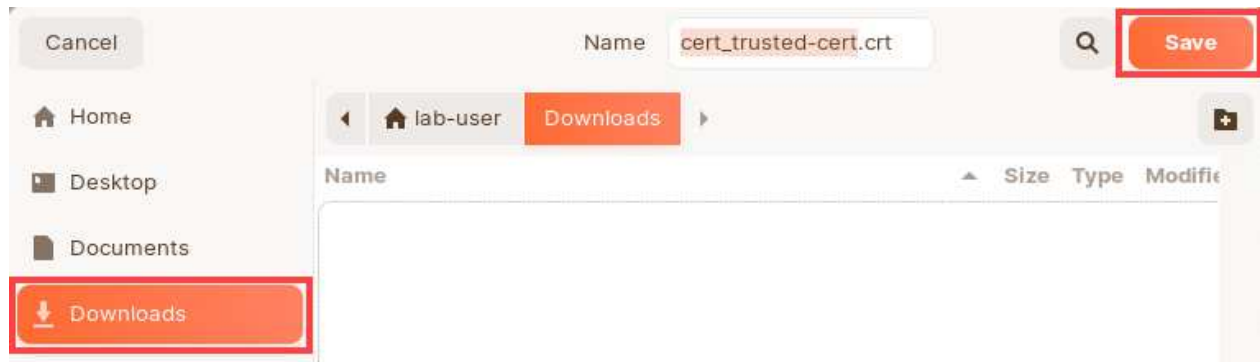 Cancel Name cert_trusted-cert.crt Save
Home
lab-user Downloads
Desktop
Name Size Type Modifie
Documents
Downloads